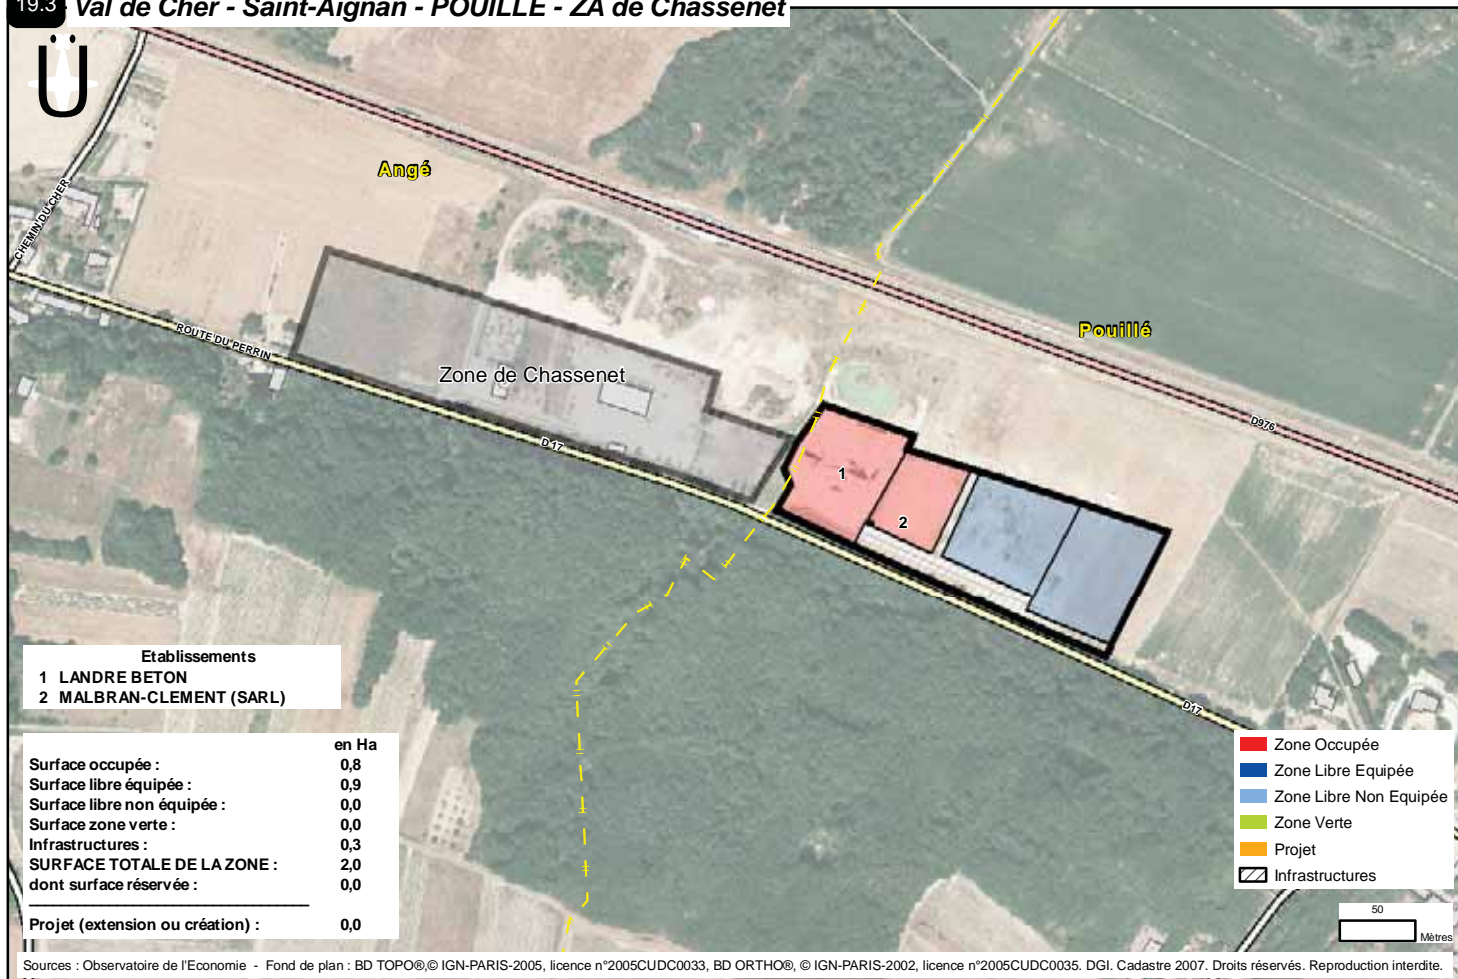 19.3 Val de Cher - Saint-Aignan - POUILLE - ZA de Chassenet
Ü
Angé
CHEMIN DU CHER
Pouillé
ROUTE DU PERRIN
Zone de Chassenet
D976
D 17
1
2
D17
Etablissements
1 LANDRE BETON
2 MALBRAN-CLEMENT (SARL)
en Ha
Surface occupée : 0,8
Surface libre équipée : 0,9
Surface libre non équipée : 0,0
Surface zone verte : 0,0
Infrastructures : 0,3
SURFACE TOTALE DE LA ZONE : 2,0
dont surface réservée : 0,0
Projet (extension ou création) : 0,0
Zone Occupée
Zone Libre Equipée
Zone Libre Non Equipée
Zone Verte
Projet
Infrastructures
50
Mètres
Sources : Observatoire de l'Economie - Fond de plan : BD TOPO®,© IGN-PARIS-2005, licence n°2005CUDC0033, BD ORTHO®, © IGN-PARIS-2002, licence n°2005CUDC0035. DGI. Cadastre 2007. Droits réservés. Reproduction interdite.